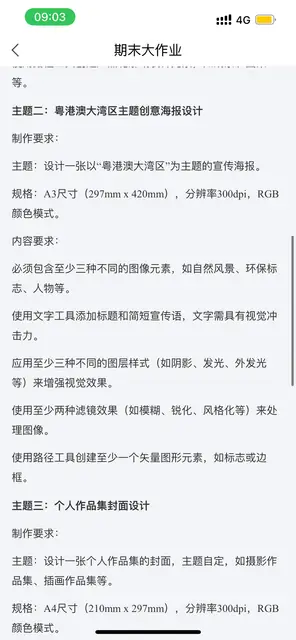 09:03
4G
期末大作业
等。
主题二：粤港澳大湾区主题创意海报设计
制作要求：
主题：设计一张以“粤港澳大湾区”为主题的宣传海报。
规格：A3尺寸（297mm x 420mm），分辨率300dpi，RGB
颜色模式。
内容要求：
必须包含至少三种不同的图像元素，如自然风景、环保标
志、人物等。
使用文字工具添加标题和简短宣传语，文字需具有视觉冲
击力。
应用至少三种不同的图层样式（如阴影、发光、外发光
等）来增强视觉效果。
使用至少两种滤镜效果（如模糊、锐化、风格化等）来处
理图像。
使用路径工具创建至少一个矢量图形元素，如标志或边
框。
主题三：个人作品集封面设计
制作要求：
主题：设计一张个人作品集的封面，主题自定，如摄影作
品集、插画作品集等。
规格：A4尺寸（210mm x 297mm），分辨率300dpi，RGB
颜色模式。